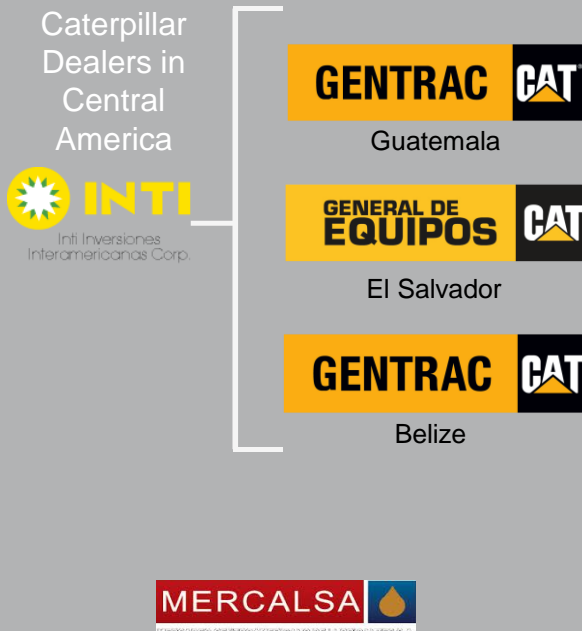 Caterpillar
Dealers in
Central
America
INTI
Inti Inversiones
Interamericanas Corp.
GENTRAC CAT
Guatemala
GENERAL DE
EQUIPOS CAT
El Salvador
GENTRAC CAT
Belize
MERCALSA